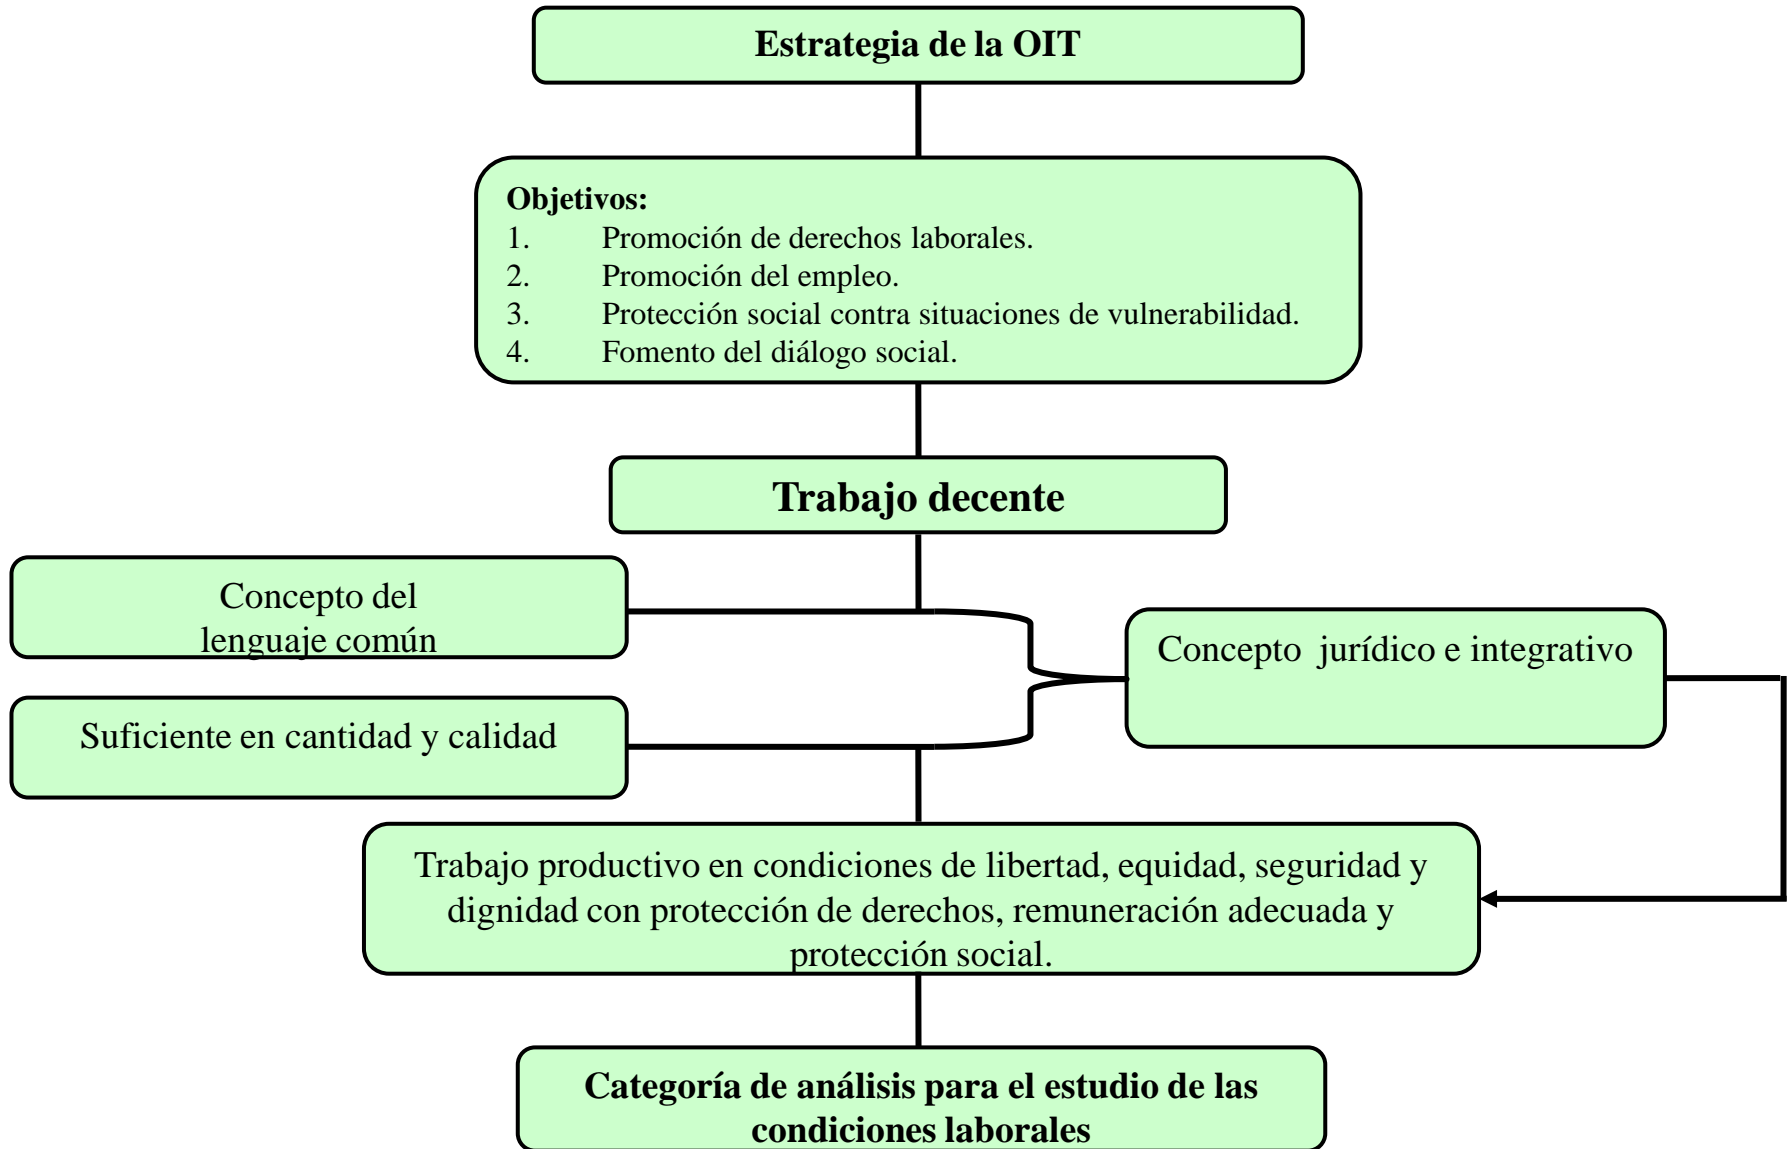 Estrategia de la OIT
Objetivos:
1. Promoción de derechos laborales.
2. Promoción del empleo.
3. Protección social contra situaciones de vulnerabilidad.
4. Fomento del diálogo social.
Trabajo decente
Concepto del
lenguaje común
Concepto jurídico e integrativo
Suficiente en cantidad y calidad
Trabajo productivo en condiciones de libertad, equidad, seguridad y
dignidad con protección de derechos, remuneración adecuada y
protección social.
Categoría de análisis para el estudio de las
condiciones laborales